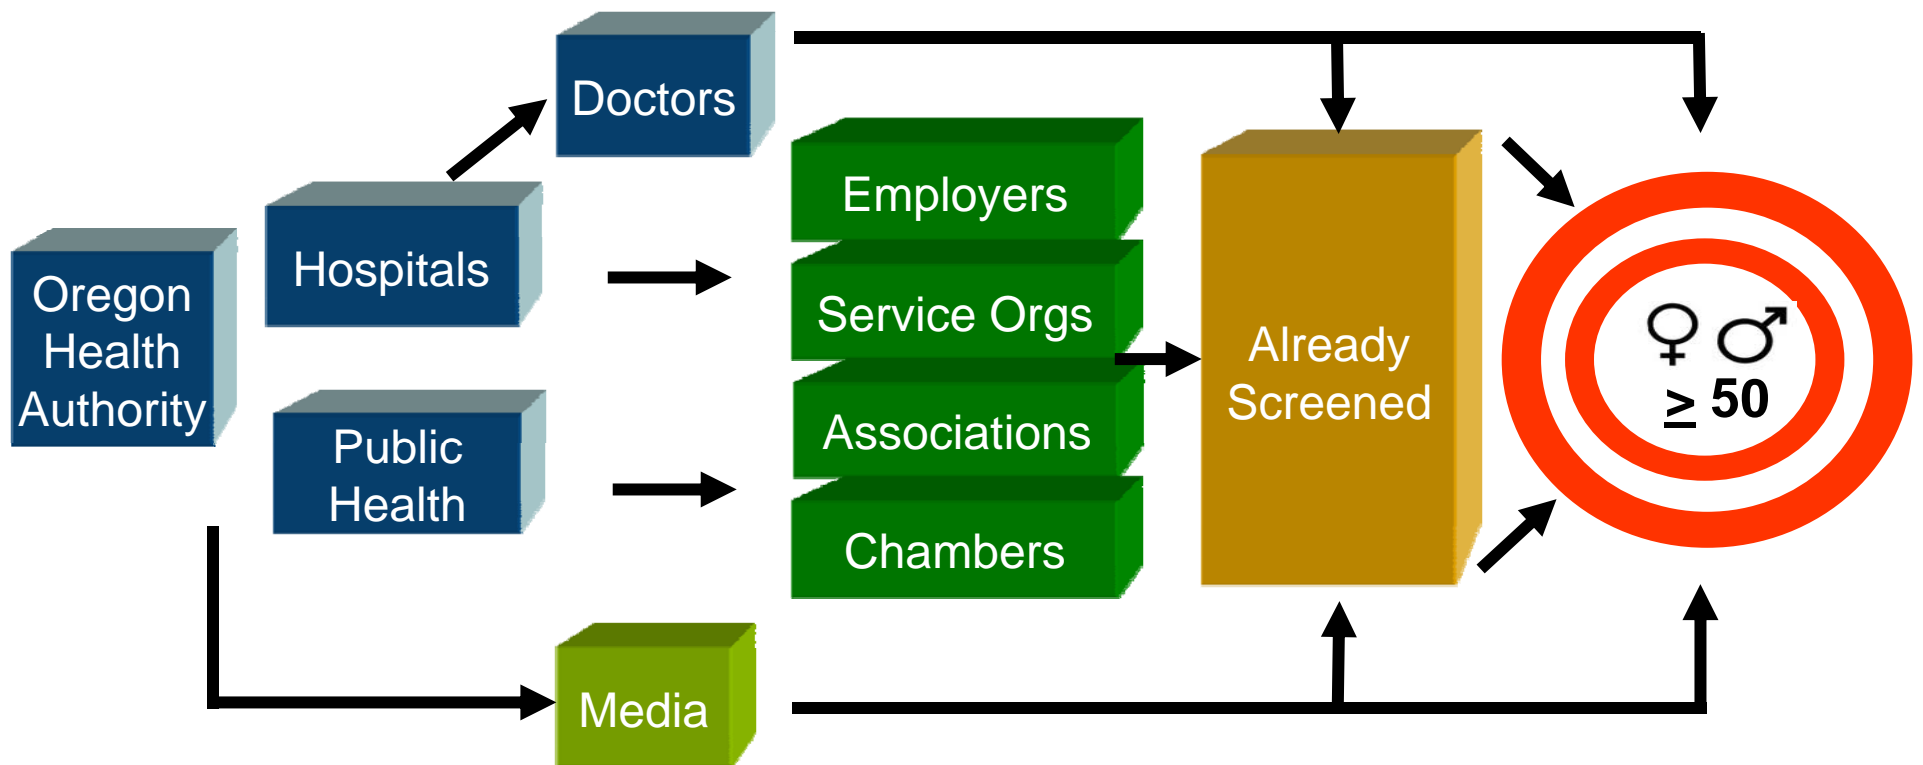 Doctors
Employers
Hospitals
Oregon
Health
Authority
Service Orgs
♀ ♂
≥ 50
Already
Screened
Public
Health
Associations
Chambers
Media